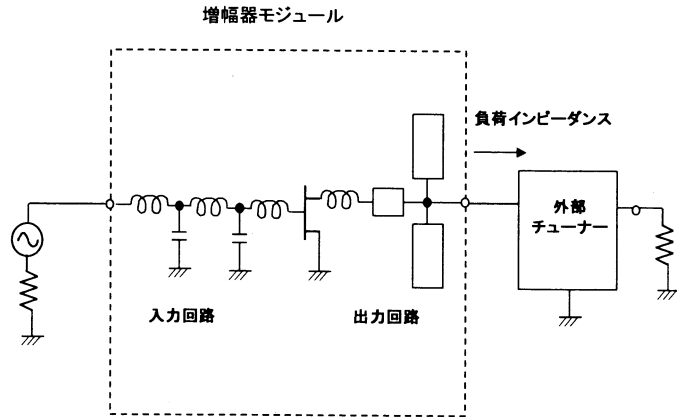 増幅器モジュール
負荷インピーダンス
外部
チューナー
入力回路
出力回路